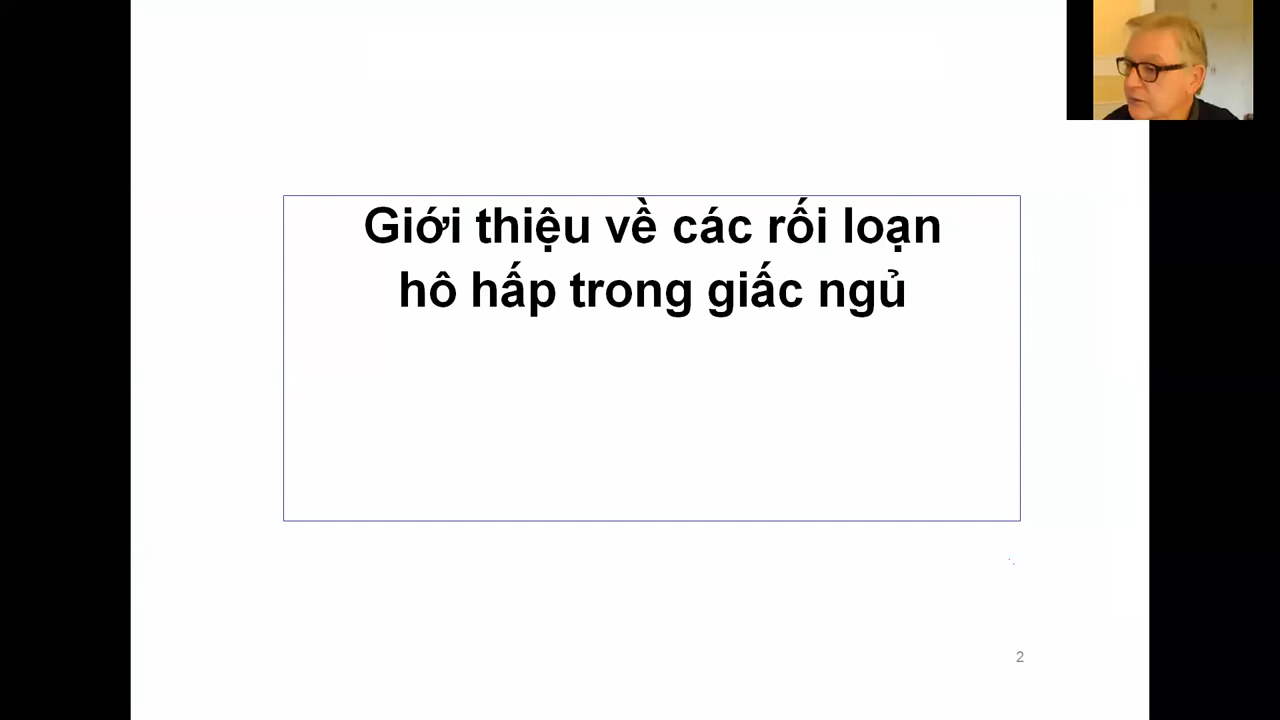 Giới thiệu về các rối loạn
hô hấp trong giấc ngủ
2